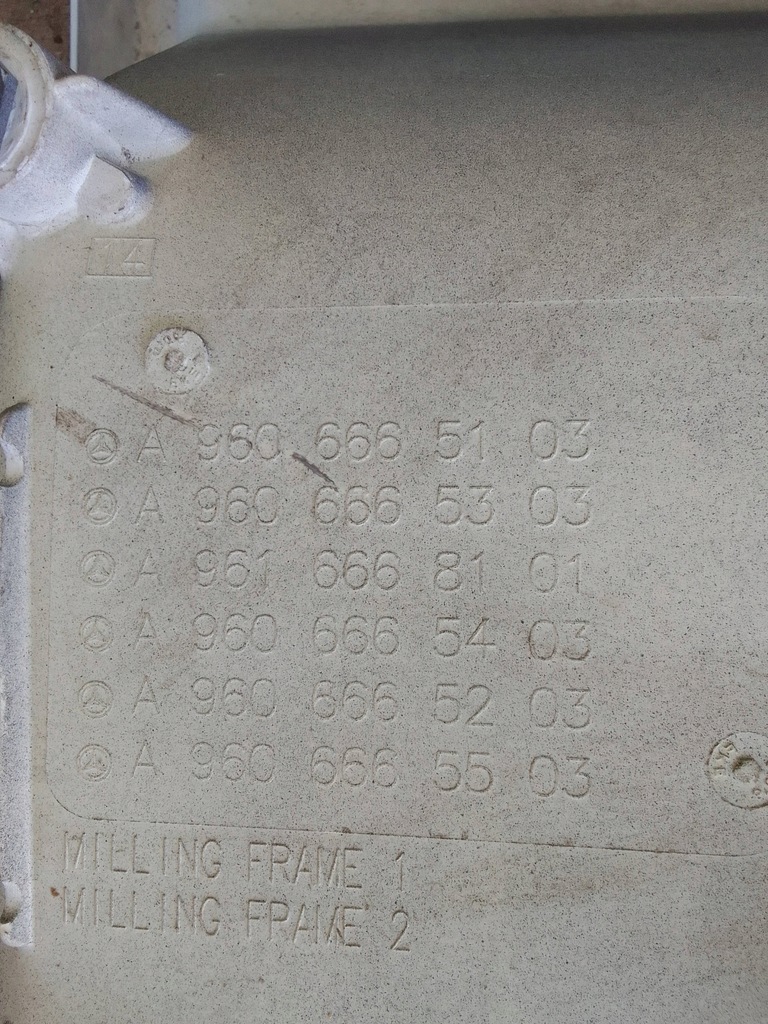 14
A 960 666 51 03
A 960 666 53 03
A 961 666 81 01
A 960 666 54 03
A 960 666 52 03
A 960 666 55 03
MILLING FRAME 1
MILLING FRAME 2